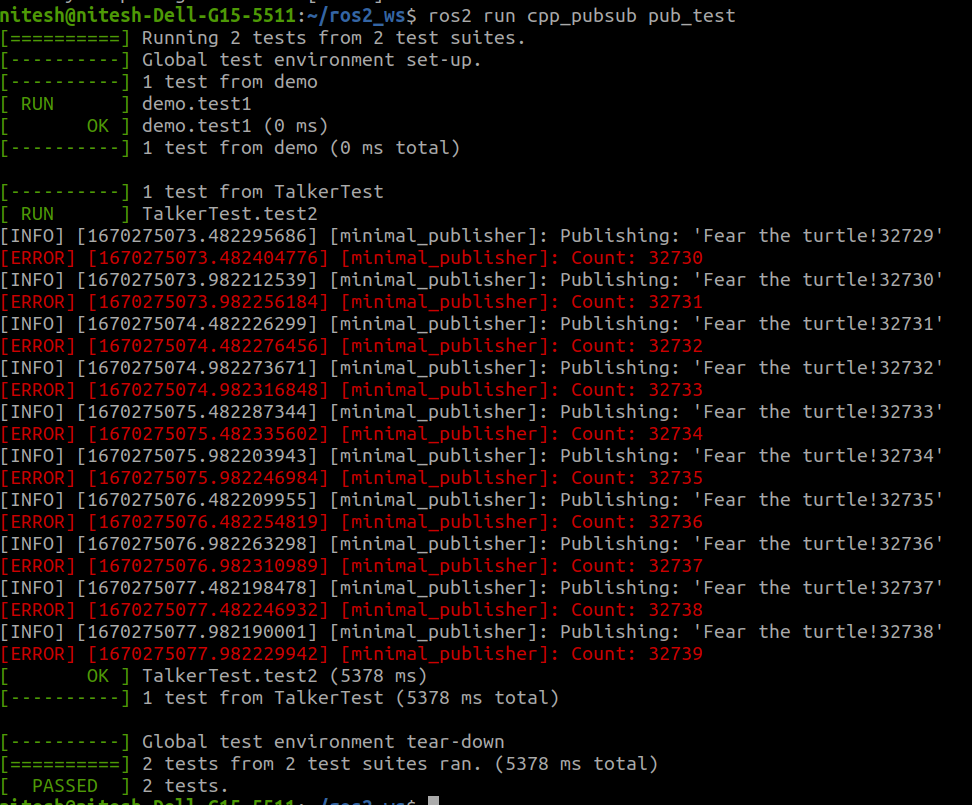 nitesh@nitesh-Dell-G15-5511:~/ros2_ws$ ros2 run cpp_pubsub pub_test
[==========] Running 2 tests from 2 test suites.
[----------] Global test environment set-up.
[----------] 1 test from demo
[ RUN      ] demo.test1
[       OK ] demo.test1 (0 ms)
[----------] 1 test from demo (0 ms total)

[----------] 1 test from TalkerTest
[ RUN      ] TalkerTest.test2
[INFO] [1670275073.482295686] [minimal_publisher]: Publishing: 'Fear the turtle!32729'
[ERROR] [1670275073.482404776] [minimal_publisher]: Count: 32730
[INFO] [1670275073.982212539] [minimal_publisher]: Publishing: 'Fear the turtle!32730'
[ERROR] [1670275073.982256184] [minimal_publisher]: Count: 32731
[INFO] [1670275074.482226299] [minimal_publisher]: Publishing: 'Fear the turtle!32731'
[ERROR] [1670275074.482276456] [minimal_publisher]: Count: 32732
[INFO] [1670275074.982273671] [minimal_publisher]: Publishing: 'Fear the turtle!32732'
[ERROR] [1670275074.982316848] [minimal_publisher]: Count: 32733
[INFO] [1670275075.482287344] [minimal_publisher]: Publishing: 'Fear the turtle!32733'
[ERROR] [1670275075.482335602] [minimal_publisher]: Count: 32734
[INFO] [1670275075.982203943] [minimal_publisher]: Publishing: 'Fear the turtle!32734'
[ERROR] [1670275075.982246984] [minimal_publisher]: Count: 32735
[INFO] [1670275076.482209955] [minimal_publisher]: Publishing: 'Fear the turtle!32735'
[ERROR] [1670275076.482254819] [minimal_publisher]: Count: 32736
[INFO] [1670275076.982263298] [minimal_publisher]: Publishing: 'Fear the turtle!32736'
[ERROR] [1670275076.982310989] [minimal_publisher]: Count: 32737
[INFO] [1670275077.482198478] [minimal_publisher]: Publishing: 'Fear the turtle!32737'
[ERROR] [1670275077.482246932] [minimal_publisher]: Count: 32738
[INFO] [1670275077.982190001] [minimal_publisher]: Publishing: 'Fear the turtle!32738'
[ERROR] [1670275077.982229942] [minimal_publisher]: Count: 32739
[       OK ] TalkerTest.test2 (5378 ms)
[----------] 1 test from TalkerTest (5378 ms total)

[----------] Global test environment tear-down
[==========] 2 tests from 2 test suites ran. (5378 ms total)
[  PASSED  ] 2 tests.
nitesh@nitesh-Dell-G15-5511:~/ros2_ws$